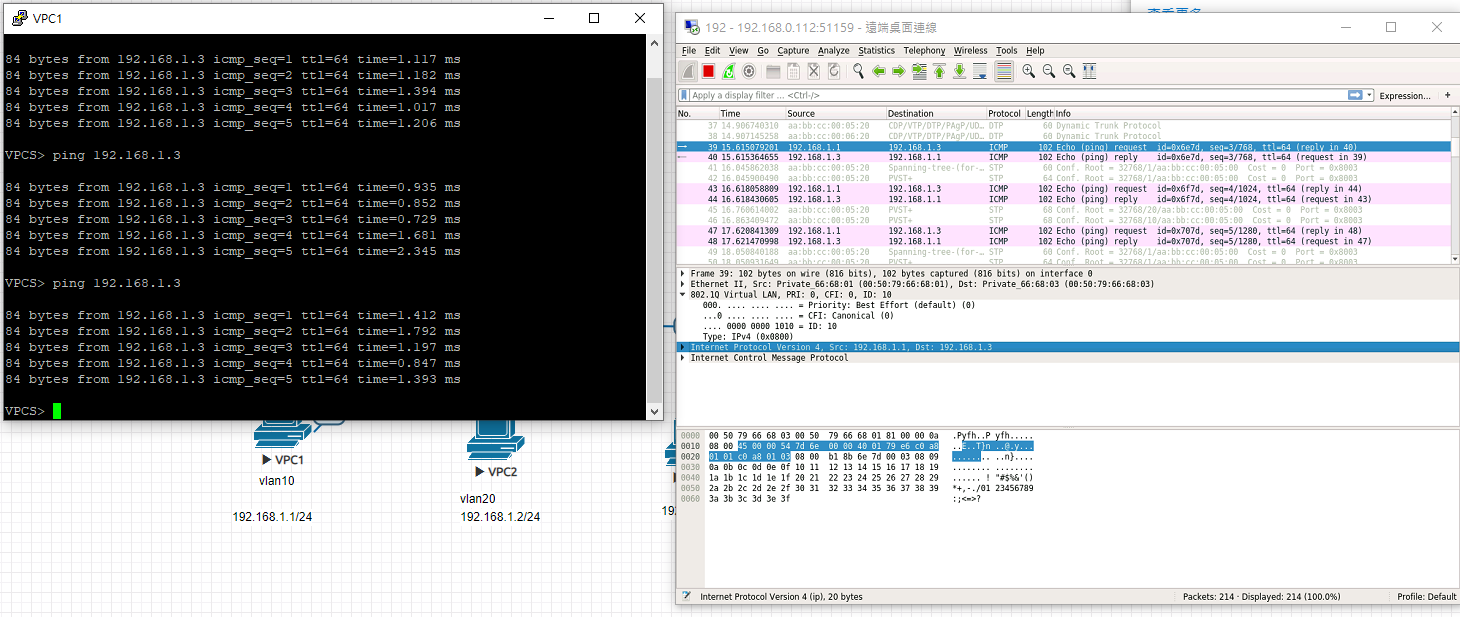 VPC1
84 bytes from 192.168.1.3 icmp_seq=1 ttl=64 time=1.117 ms
84 bytes from 192.168.1.3 icmp_seq=2 ttl=64 time=1.182 ms
84 bytes from 192.168.1.3 icmp_seq=3 ttl=64 time=1.394 ms
84 bytes from 192.168.1.3 icmp_seq=4 ttl=64 time=1.017 ms
84 bytes from 192.168.1.3 icmp_seq=5 ttl=64 time=1.206 ms
VPCS> ping 192.168.1.3
84 bytes from 192.168.1.3 icmp_seq=1 ttl=64 time=0.935 ms
84 bytes from 192.168.1.3 icmp_seq=2 ttl=64 time=0.852 ms
84 bytes from 192.168.1.3 icmp_seq=3 ttl=64 time=0.729 ms
84 bytes from 192.168.1.3 icmp_seq=4 ttl=64 time=1.681 ms
84 bytes from 192.168.1.3 icmp_seq=5 ttl=64 time=2.345 ms
VPCS> ping 192.168.1.3
84 bytes from 192.168.1.3 icmp_seq=1 ttl=64 time=1.412 ms
84 bytes from 192.168.1.3 icmp_seq=2 ttl=64 time=1.792 ms
84 bytes from 192.168.1.3 icmp_seq=3 ttl=64 time=1.197 ms
84 bytes from 192.168.1.3 icmp_seq=4 ttl=64 time=0.847 ms
84 bytes from 192.168.1.3 icmp_seq=5 ttl=64 time=1.393 ms
VPCS>
VPC1
vlan10
192.168.1.1/24
VPC2
vlan20
192.168.1.2/24
192 - 192.168.0.112:51159 - 遠端桌面連線
File Edit View Go Capture Analyze Statistics Telephony Wireless Tools Help
Apply a display filter ... <Ctrl-/> Expression... +
No. Time Source Destination Protocol Length Info
37 14.906740310 aa:bb:cc:00:05:20 CDP/VTP/DTP/PAgP/UD… DTP 60 Dynamic Trunk Protocol
38 14.907145258 aa:bb:cc:00:06:20 CDP/VTP/DTP/PAgP/UD… DTP 60 Dynamic Trunk Protocol
39 15.615079201 192.168.1.1 192.168.1.3 ICMP 102 Echo (ping) request id=0x6e7d, seq=3/768, ttl=64 (reply in 40)
40 15.615364655 192.168.1.3 192.168.1.1 ICMP 102 Echo (ping) reply id=0x6e7d, seq=3/768, ttl=64 (request in 39)
41 16.045862038 aa:bb:cc:00:05:20 Spanning-tree-(for-… STP 60 Conf. Root = 32768/1/aa:bb:cc:00:05:00 Cost = 0 Port = 0x8003
42 16.045900490 aa:bb:cc:00:05:20 PVST+ STP 64 Conf. Root = 32768/1/aa:bb:cc:00:05:00 Cost = 0 Port = 0x8003
43 16.618058809 192.168.1.1 192.168.1.3 ICMP 102 Echo (ping) request id=0x6f7d, seq=4/1024, ttl=64 (reply in 44)
44 16.618430605 192.168.1.3 192.168.1.1 ICMP 102 Echo (ping) reply id=0x6f7d, seq=4/1024, ttl=64 (request in 43)
45 16.760614002 aa:bb:cc:00:05:20 PVST+ STP 68 Conf. Root = 32768/20/aa:bb:cc:00:05:00 Cost = 0 Port = 0x8003
46 16.863409472 aa:bb:cc:00:05:20 PVST+ STP 68 Conf. Root = 32768/10/aa:bb:cc:00:05:00 Cost = 0 Port = 0x8003
47 17.620841309 192.168.1.1 192.168.1.3 ICMP 102 Echo (ping) request id=0x707d, seq=5/1280, ttl=64 (reply in 48)
48 17.621470998 192.168.1.3 192.168.1.1 ICMP 102 Echo (ping) reply id=0x707d, seq=5/1280, ttl=64 (request in 47)
49 18.050840188 aa:bb:cc:00:05:20 Spanning-tree-(for-… STP 60 Conf. Root = 32768/1/aa:bb:cc:00:05:00 Cost = 0 Port = 0x8003
50 18.050931649 aa:bb:cc:00:05:20 PVST+ STP 64 Conf. Root = 32768/1/aa:bb:cc:00:05:00 Cost = 0 Port = 0x8003
Frame 39: 102 bytes on wire (816 bits), 102 bytes captured (816 bits) on interface 0
Ethernet II, Src: Private_66:68:01 (00:50:79:66:68:01), Dst: Private_66:68:03 (00:50:79:66:68:03)
802.1Q Virtual LAN, PRI: 0, CFI: 0, ID: 10
000. .... .... .... = Priority: Best Effort (default) (0)
...0 .... .... .... = CFI: Canonical (0)
.... 0000 0000 1010 = ID: 10
Type: IPv4 (0x0800)
Internet Protocol Version 4, Src: 192.168.1.1, Dst: 192.168.1.3
Internet Control Message Protocol
0000 00 50 79 66 68 03 00 50 79 66 68 01 81 00 00 0a .Pyfh..P yfh.....
0010 08 00 45 00 00 54 7d 6e 00 00 40 01 79 e6 c0 a8 ..E..T}n ..@.y...
0020 01 01 c0 a8 01 03 08 00 b1 8b 6e 7d 00 03 08 09 ........ ..n}....
0030 0a 0b 0c 0d 0e 0f 10 11 12 13 14 15 16 17 18 19 ........ ........
0040 1a 1b 1c 1d 1e 1f 20 21 22 23 24 25 26 27 28 29 ...... ! "#$%&'()
0050 2a 2b 2c 2d 2e 2f 30 31 32 33 34 35 36 37 38 39 *+,-./01 23456789
0060 3a 3b 3c 3d 3e 3f :;<=>?
Internet Protocol Version 4 (ip), 20 bytes Packets: 214 · Displayed: 214 (100.0%) Profile: Default